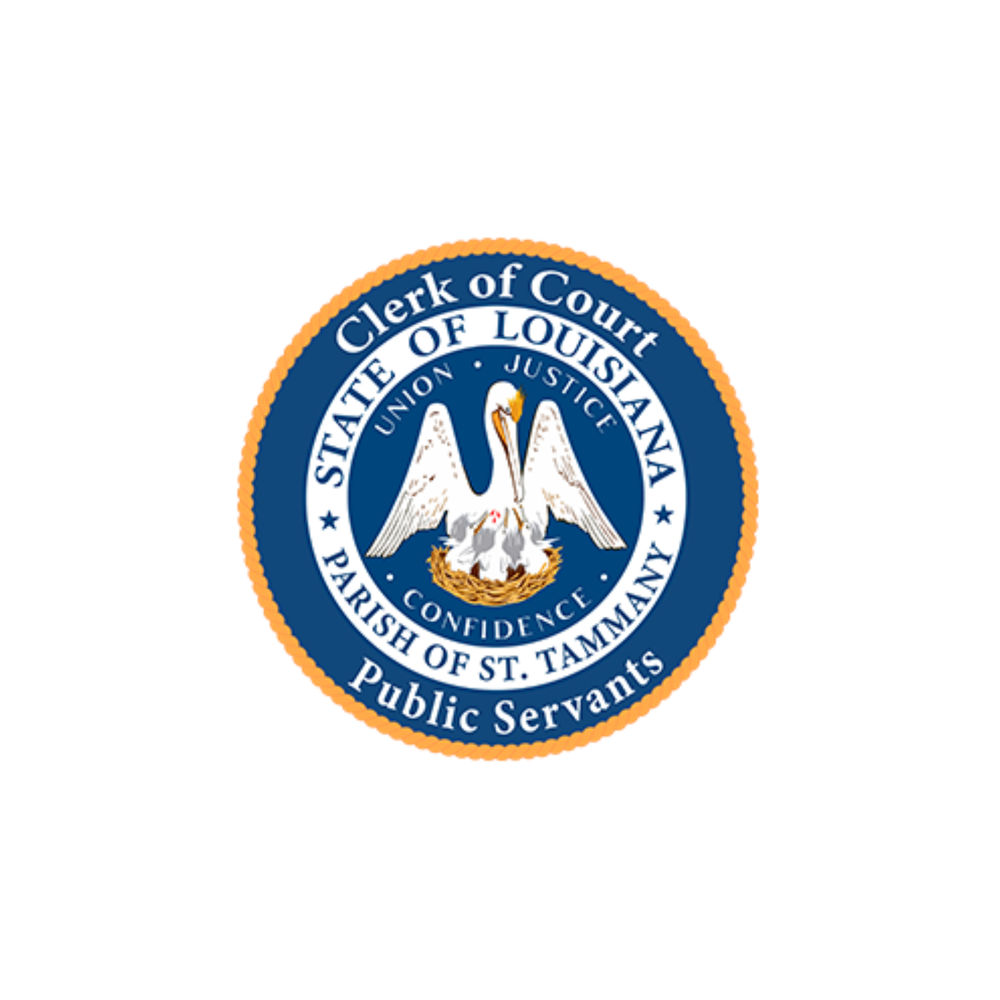 Clerk of Court
STATE OF LOUISIANA
UNION · JUSTICE
· CONFIDENCE ·
★ PARISH OF ST. TAMMANY ★
Public Servants